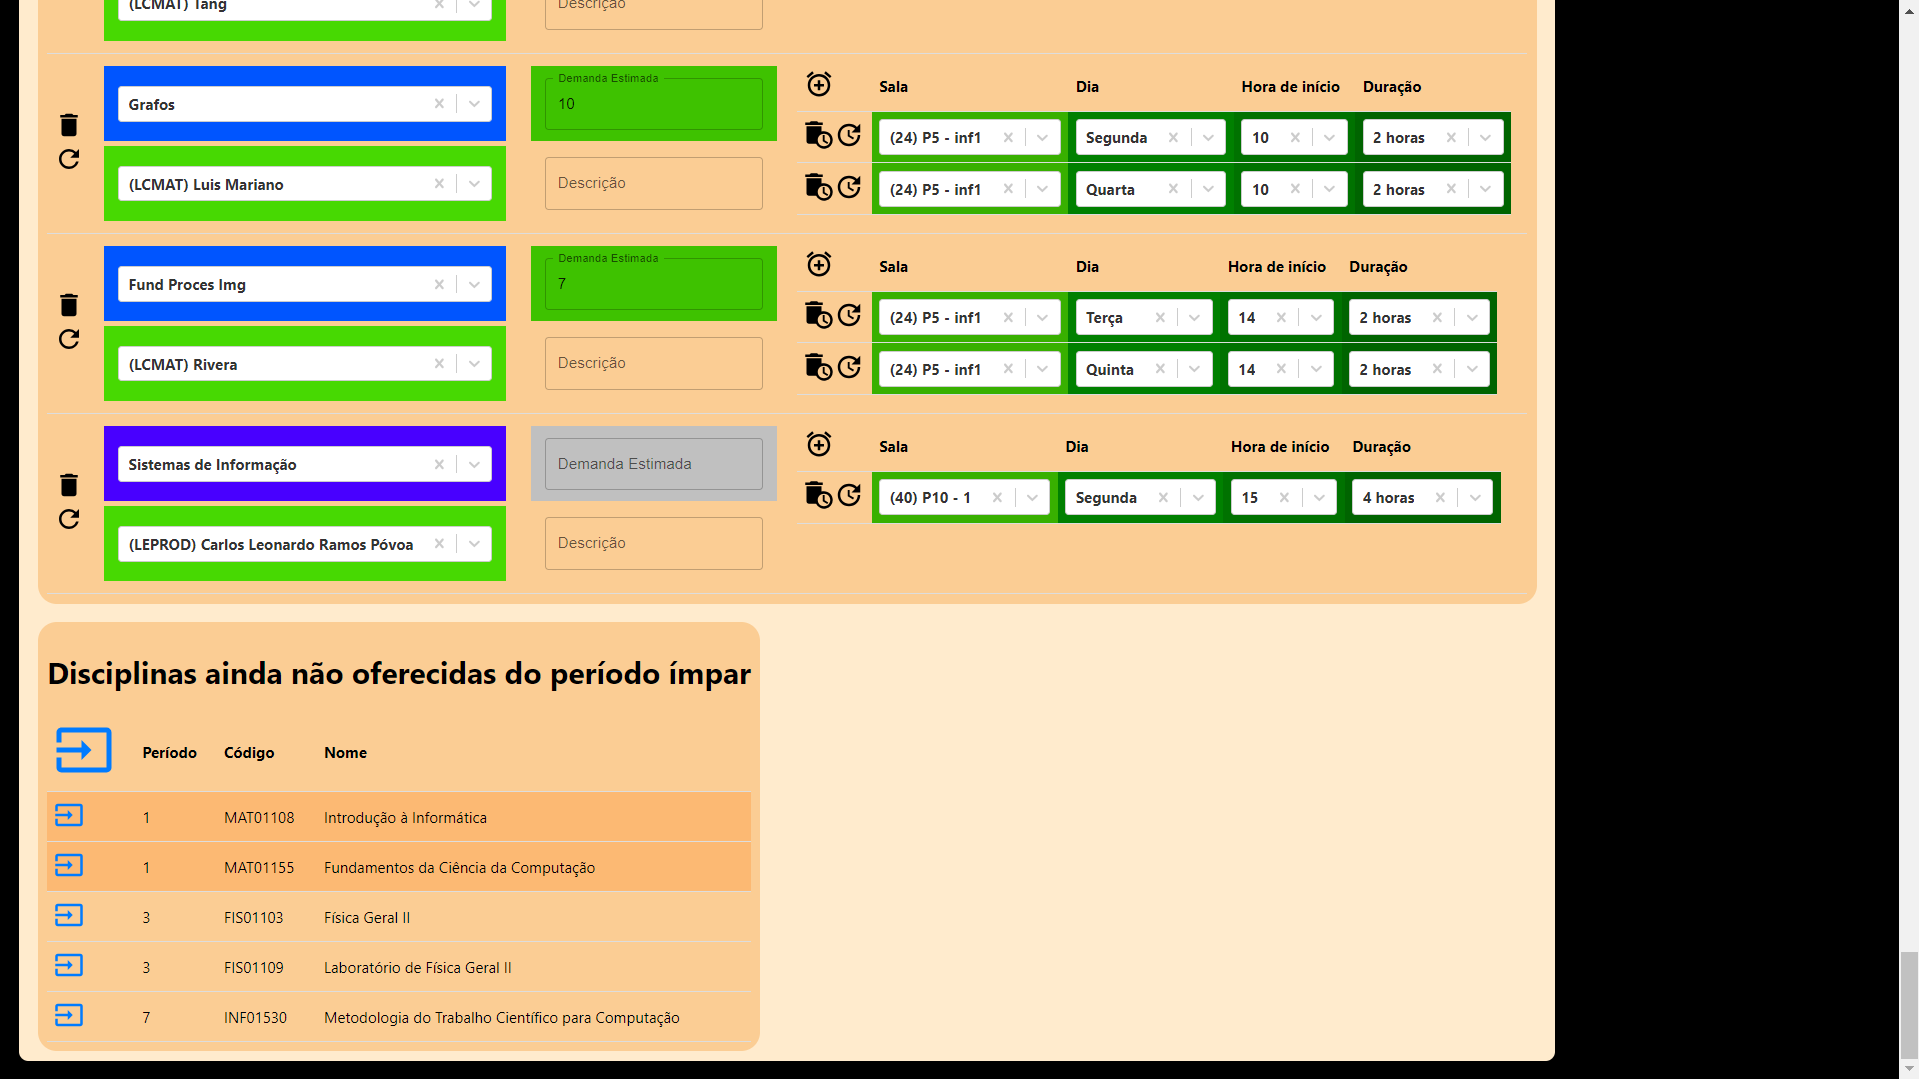 (LCMAT) Tang
Descrição
Grafos
Demanda Estimada
10
Sala Dia Hora de início Duração
(24) P5 - inf1 Segunda 10 2 horas
(LCMAT) Luis Mariano
Descrição
(24) P5 - inf1 Quarta 10 2 horas
Fund Proces Img
Demanda Estimada
7
Sala Dia Hora de início Duração
(24) P5 - inf1 Terça 14 2 horas
(LCMAT) Rivera
Descrição
(24) P5 - inf1 Quinta 14 2 horas
Sistemas de Informação
Demanda Estimada
Sala Dia Hora de início Duração
(40) P10 - 1 Segunda 15 4 horas
(LEPROD) Carlos Leonardo Ramos Póvoa
Descrição
Disciplinas ainda não oferecidas do período ímpar
Período Código Nome
1 MAT01108 Introdução à Informática
1 MAT01155 Fundamentos da Ciência da Computação
3 FIS01103 Física Geral II
3 FIS01109 Laboratório de Física Geral II
7 INF01530 Metodologia do Trabalho Científico para Computação